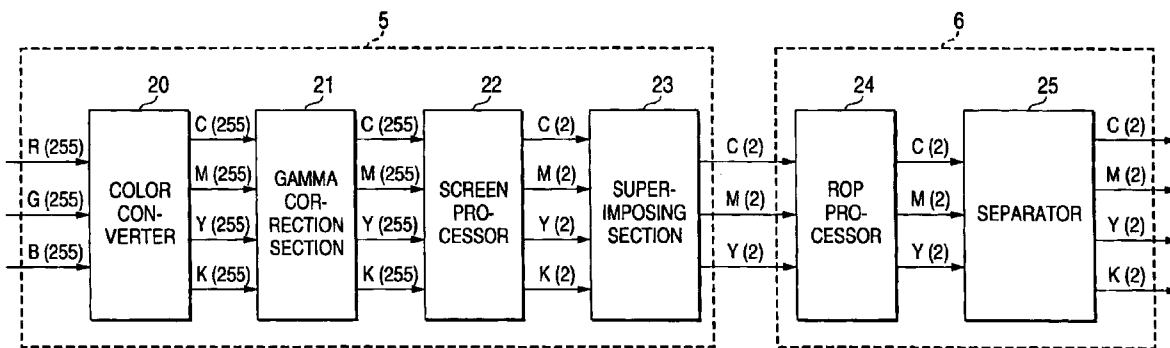 5
6
20
21
22
23
24
25
R (255)
G (255)
B (255)
COLOR
CON-
VERTER
C (255)
M (255)
Y (255)
K (255)
GAMMA
COR-
RECTION
SECTION
C (255)
M (255)
Y (255)
K (255)
SCREEN
PRO-
CESSOR
C (2)
M (2)
Y (2)
K (2)
SUPER-
IMPOSING
SECTION
C (2)
M (2)
Y (2)
ROP
PRO-
CESSOR
C (2)
M (2)
Y (2)
SEPARATOR
C (2)
M (2)
Y (2)
K (2)